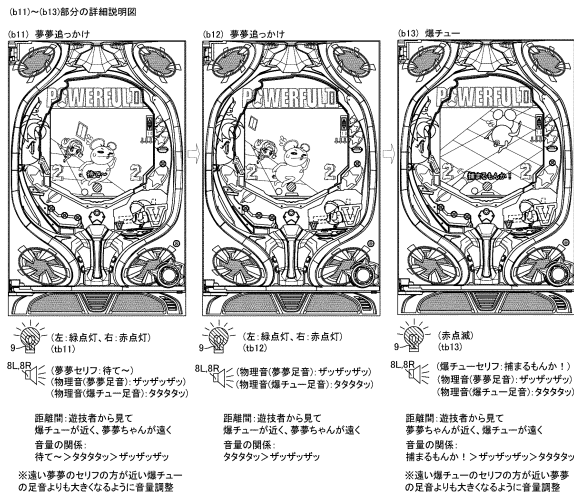 (b11)～(b13)部分の詳細説明図
(b11) 夢夢追っかけ
(b12) 夢夢追っかけ
(b13) 爆チュー
POWERFULⅡ
待て～
2
2
V
POWERFULⅡ
2
2
V
POWERFULⅡ
捕まるもんか！
2
2
V
9
(左:緑点灯、右:赤点灯)
(tb11)
8L,8R
(夢夢セリフ:待て～)
(物理音(夢夢足音):ザッザッザッ)
(物理音(爆チュー足音):タタタタッ)
距離間:遊技者から見て
爆チューが近く、夢夢ちゃんが遠く
音量の関係:
待て～＞タタタタッ＞ザッザッザッ
※遠い夢夢のセリフの方が近い爆チュー
の足音よりも大きくなるように音量調整
9
(左:緑点灯、右:赤点灯)
(tb12)
8L,8R
(物理音(夢夢足音):ザッザッザッ)
(物理音(爆チュー足音):タタタタッ)
距離間:遊技者から見て
爆チューが近く、夢夢ちゃんが遠く
音量の関係:
タタタタッ＞ザッザッザッ
9
(赤点滅)
(tb13)
8L,8R
(爆チューセリフ:捕まるもんか！)
(物理音(夢夢足音):ザッザッザッ)
(物理音(爆チュー足音):タタタタッ)
距離間:遊技者から見て
夢夢ちゃんが近く、爆チューが遠く
音量の関係:
捕まるもんか！＞ザッザッザッ＞タタタタッ
※遠い爆チューのセリフの方が近い夢夢
の足音よりも大きくなるように音量調整